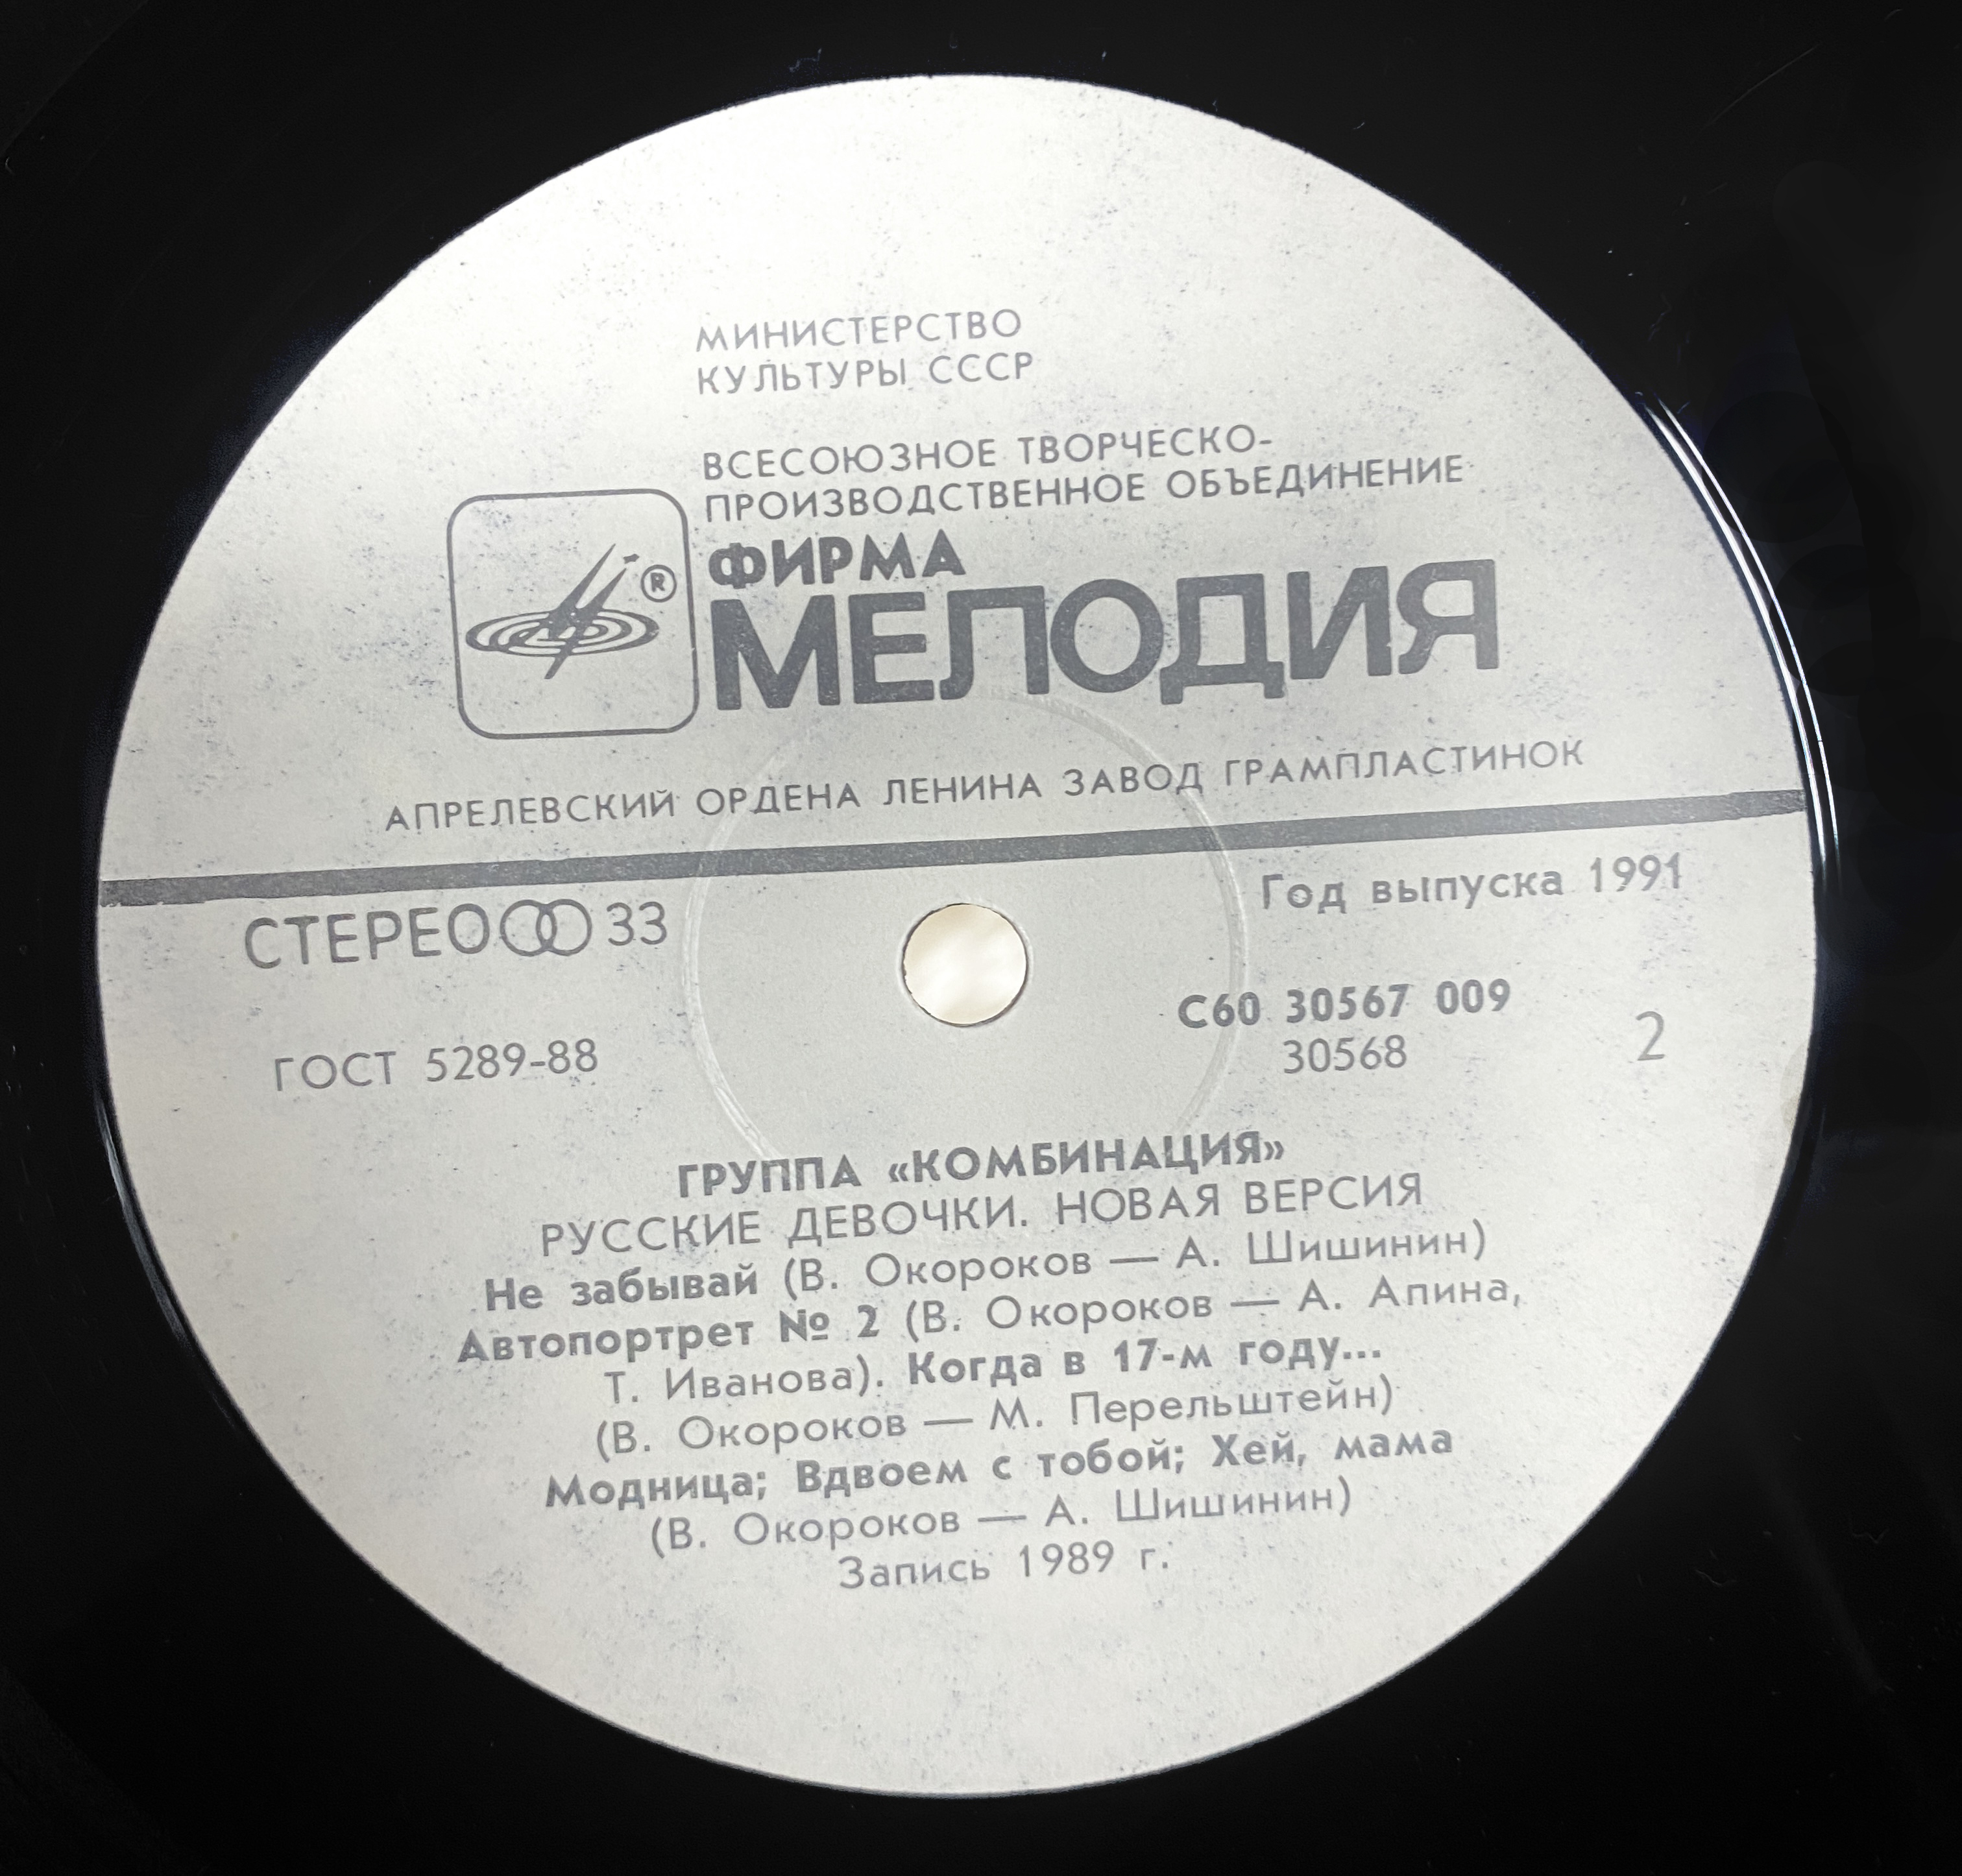 МИНИСТЕРСТВО
КУЛЬТУРЫ СССР
ВСЕСОЮЗНОЕ ТВОРЧЕСКО-
ПРОИЗВОДСТВЕННОЕ ОБЪЕДИНЕНИЕ
®
ФИРМА
МЕЛОДИЯ
АПРЕЛЕВСКИЙ ОРДЕНА ЛЕНИНА ЗАВОД ГРАМПЛАСТИНОК
СТЕРЕО 33
Год выпуска 1991
ГОСТ 5289-88
С60 30567 009
30568
2
ГРУППА «КОМБИНАЦИЯ»
РУССКИЕ ДЕВОЧКИ. НОВАЯ ВЕРСИЯ
Не забывай (В. Окороков — А. Шишинин)
Автопортрет № 2 (В. Окороков — А. Апина,
Т. Иванова). Когда в 17-м году...
(В. Окороков — М. Перельштейн)
Модница; Вдвоем с тобой; Хей, мама
(В. Окороков — А. Шишинин)
Запись 1989 г.